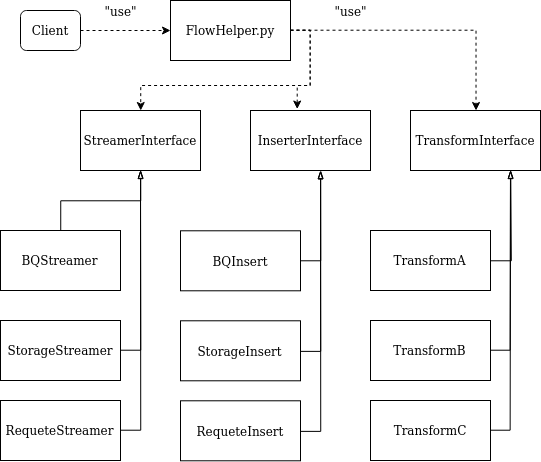 Client
"use"
FlowHelper.py
"use"
StreamerInterface
InserterInterface
TransformInterface
BQStreamer
BQInsert
TransformA
StorageStreamer
StorageInsert
TransformB
RequeteStreamer
RequeteInsert
TransformC